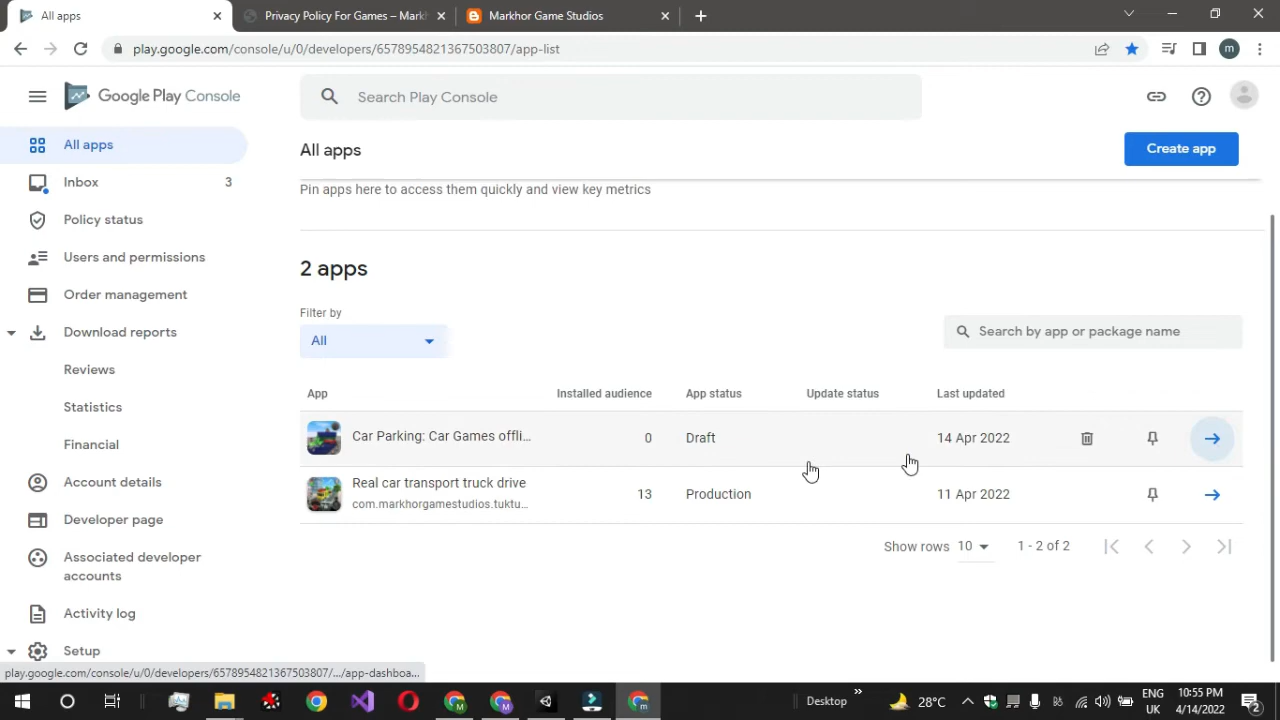 All apps
Privacy Policy For Games – Markh
Markhor Game Studios
play.google.com/console/u/0/developers/6578954821367503807/app-list
m
Google Play Console
Search Play Console
All apps
Inbox 3
Policy status
Users and permissions
Order management
Download reports
Reviews
Statistics
Financial
Account details
Developer page
Associated developer
accounts
Activity log
Setup
All apps
Create app
Pin apps here to access them quickly and view key metrics
2 apps
Filter by
All
Search by app or package name
App Installed audience App status Update status Last updated
Car Parking: Car Games offli... 0 Draft 14 Apr 2022
Real car transport truck drive
com.markhorgamestudios.tuktu... 13 Production 11 Apr 2022
Show rows 10 1 - 2 of 2
play.google.com/console/u/0/developers/6578954821367503807/.../app-dashboa...
Desktop
28°C
ENG
UK
10:55 PM
4/14/2022
2